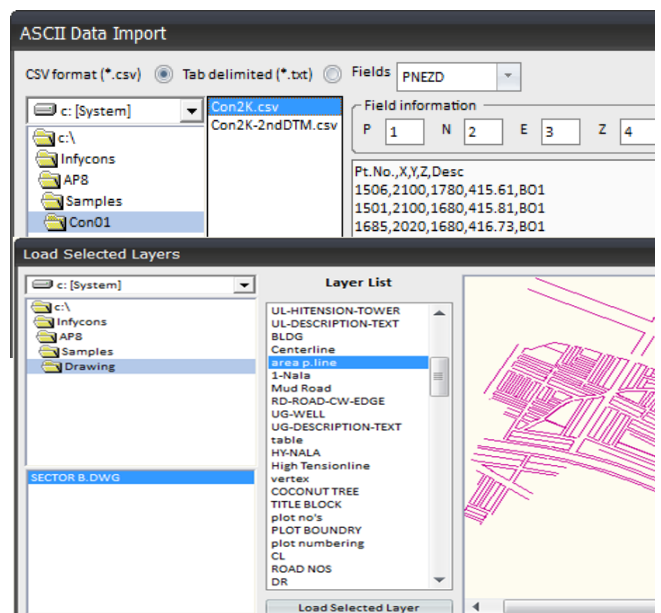 ASCII Data Import
CSV format (*.csv) Tab delimited (*.txt) Fields PNEZD
c: [System]
c:\
Infycons
AP8
Samples
Con01
Con2K.csv
Con2K-2ndDTM.csv
Field information
P 1 N 2 E 3 Z 4
Pt.No.,X,Y,Z,Desc
1506,2100,1780,415.61,BO1
1501,2100,1680,415.81,BO1
1685,2020,1680,416.73,BO1
Load Selected Layers
c: [System]
c:\
Infycons
AP8
Samples
Drawing
SECTOR B.DWG
Layer List
UL-HITENSION-TOWER
UL-DESCRIPTION-TEXT
BLDG
Centerline
area p.line
1-Nala
Mud Road
RD-ROAD-CW-EDGE
UG-WELL
UG-DESCRIPTION-TEXT
table
HY-NALA
High Tensionline
vertex
COCONUT TREE
TITLE BLOCK
plot no's
PLOT BOUNDRY
plot numbering
CL
ROAD NOS
DR
Load Selected Layer